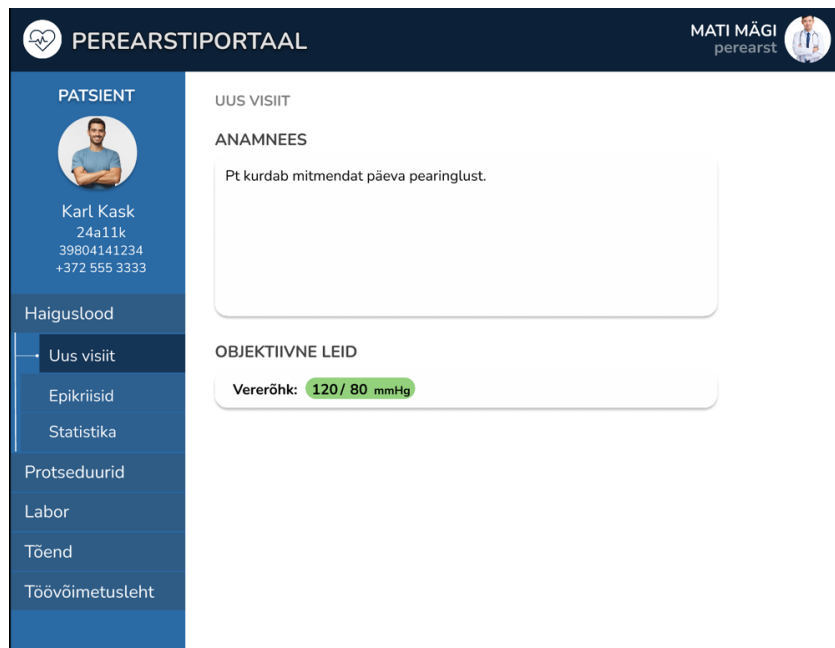 PEREARSTIPORTAAL
MATI MÄGI
perearst
PATSIENT
Karl Kask
24a11k
39804141234
+372 555 3333
Haiguslood
Uus visiit
Epikriisid
Statistika
Protseduurid
Labor
Tõend
Töövõimetusleht
UUS VISIIT
ANAMNEES
Pt kurdab mitmendat päeva pearinglust.
OBJEKTIIVNE LEID
Vererõhk: 120/ 80 mmHg